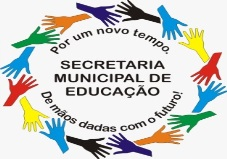 Por um novo tempo.
SECRETARIA
MUNICIPAL DE
EDUCAÇÃO
De mãos dadas com o futuro!